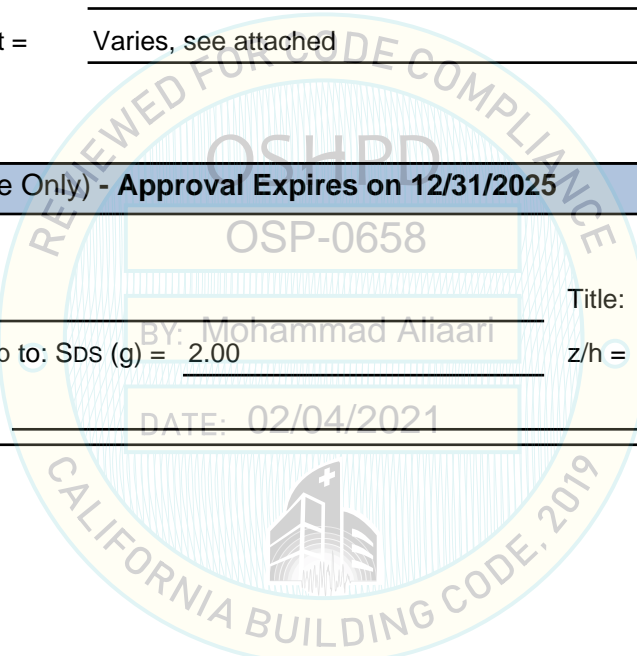 t = Varies, see attached
REVIEWED FOR CODE COMPLIANCE
OSHPD
e Only) - Approval Expires on 12/31/2025
OSP-0658
Title:
BY: Mohammad Aliaari
o to: SDS (g) = 2.00 z/h =
DATE: 02/04/2021
CALIFORNIA BUILDING CODE, 2019